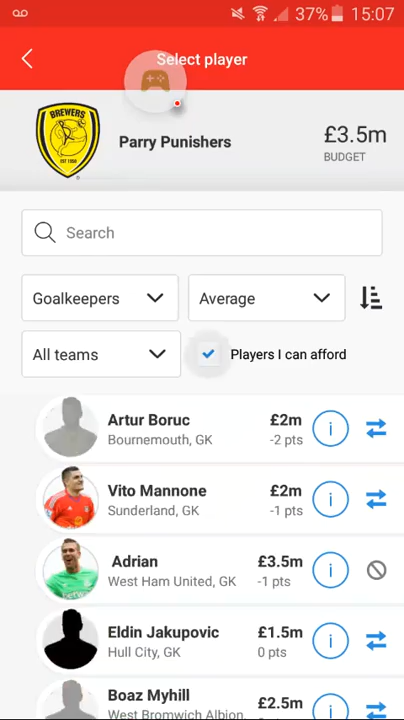 37% 15:07
Select player
BREWERS
EST 1950
Parry Punishers
£3.5m
BUDGET
Search
Goalkeepers
Average
All teams
Players I can afford
Artur Boruc £2m
Bournemouth, GK -2 pts
Vito Mannone £2m
Sunderland, GK -1 pts
Adrian £3.5m
West Ham United, GK -1 pts
Eldin Jakupovic £1.5m
Hull City, GK 0 pts
Boaz Myhill £2.5m
West Bromwich Albion,